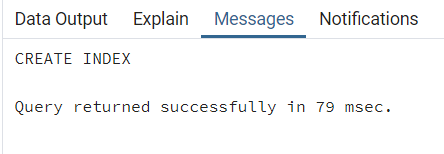 Data Output Explain Messages Notifications
CREATE INDEX
Query returned successfully in 79 msec.